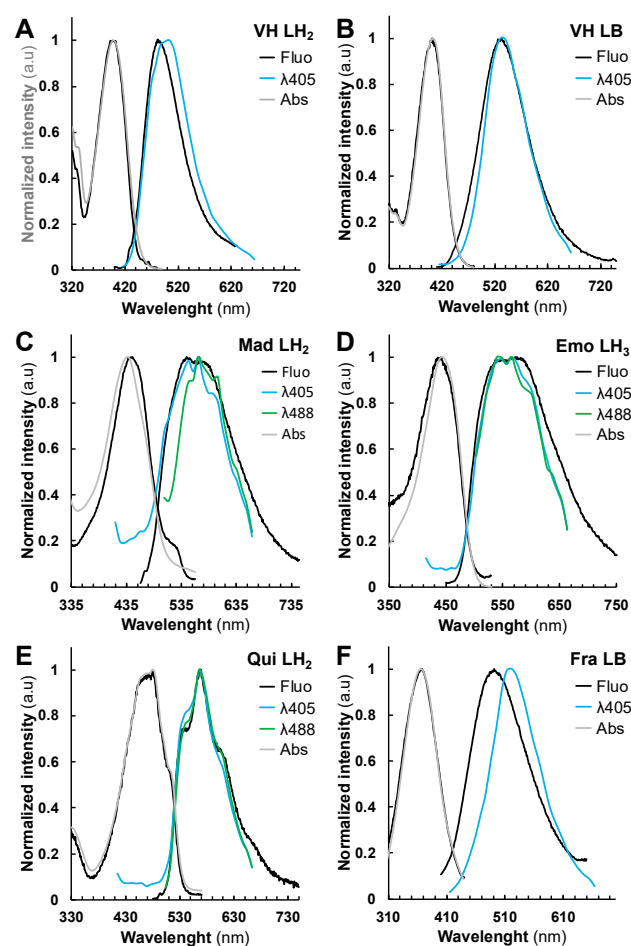 A
VH LH2
Fluo
λ405
Abs
Normalized intensity (a.u)
1
0.8
0.6
0.4
0.2
0
320 420 520 620 720
Wavelenght (nm)
B
VH LB
Fluo
λ405
Abs
Normalized intensity (a.u)
1
0.8
0.6
0.4
0.2
0
320 420 520 620 720
Wavelenght (nm)
C
Mad LH2
Fluo
λ405
λ488
Abs
Normalized intensity (a.u)
1
0.8
0.6
0.4
0.2
0
335 435 535 635 735
Wavelenght (nm)
D
Emo LH3
Fluo
λ405
λ488
Abs
Normalized intensity (a.u)
1
0.8
0.6
0.4
0.2
0
350 450 550 650 750
Wavelenght (nm)
E
Qui LH2
Fluo
λ405
λ488
Abs
Normalized intensity (a.u)
1
0.8
0.6
0.4
0.2
0
330 430 530 630 730
Wavelenght (nm)
F
Fra LB
Fluo
λ405
Abs
Normalized intensity (a.u)
1
0.8
0.6
0.4
0.2
0
310 410 510 610
Wavelenght (nm)